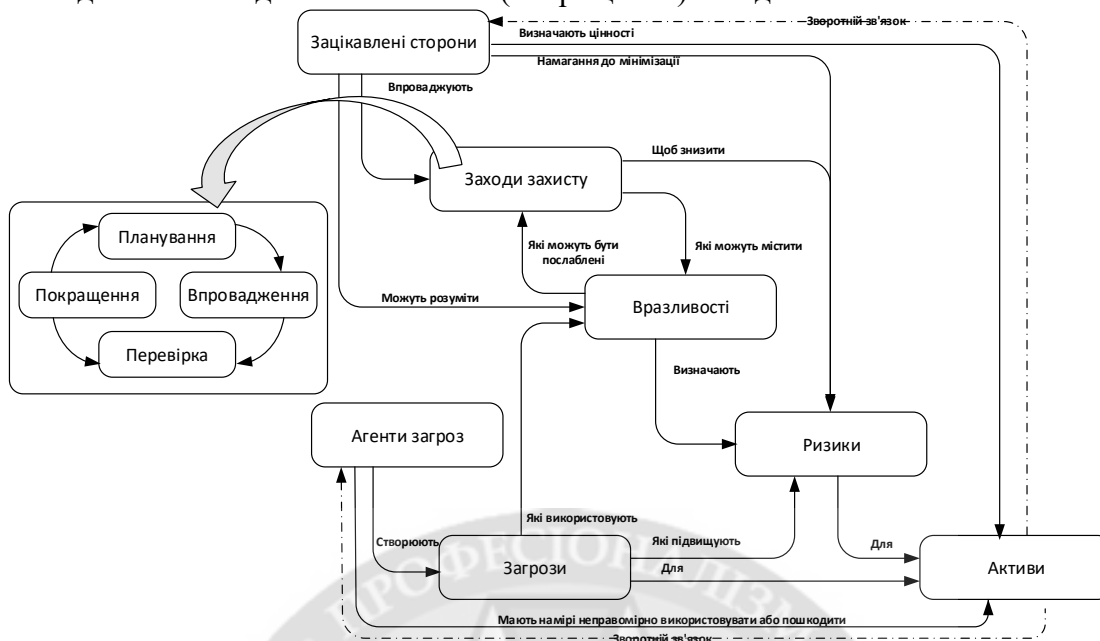 Зворотній зв'язок
Визначають цінності
Зацікавлені сторони
Намагання до мінімізації
Впроваджують
Щоб знизити
Заходи захисту
Планування
Які можуть бути
послаблені
Які можуть містити
Покращення
Впровадження
Можуть розуміти
Вразливості
Перевірка
Визначають
Агенти загроз
Ризики
Які використовують
Створюють
Які підвищують
Для
Загрози
Для
Активи
Мають намірі неправомірно використовувати або пошкодити
Зворотній зв'язок
ПРОФЕСІОНАЛІЗМ